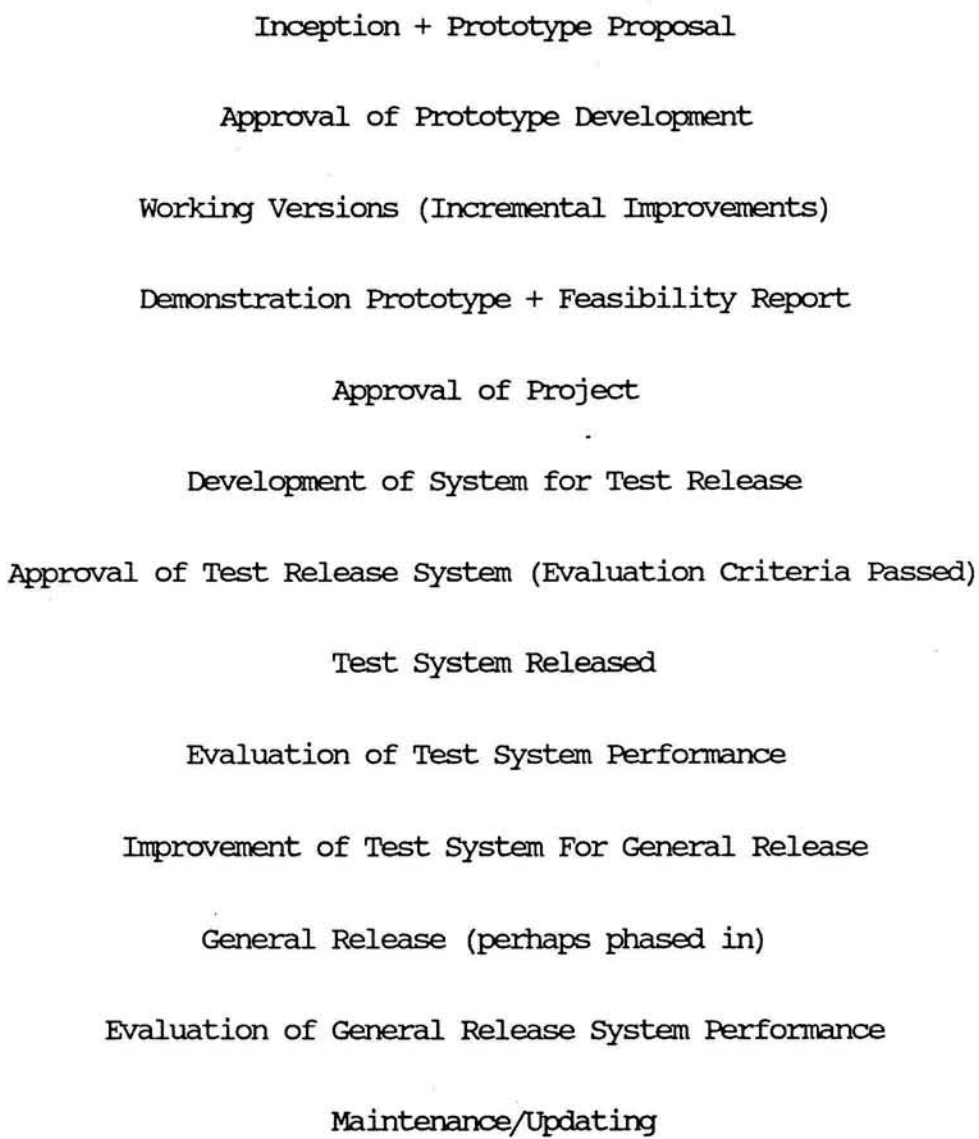 Inception + Prototype Proposal
Approval of Prototype Development
Working Versions (Incremental Improvements)
Demonstration Prototype + Feasibility Report
Approval of Project
Development of System for Test Release
Approval of Test Release System (Evaluation Criteria Passed)
Test System Released
Evaluation of Test System Performance
Improvement of Test System For General Release
General Release (perhaps phased in)
Evaluation of General Release System Performance
Maintenance/Updating